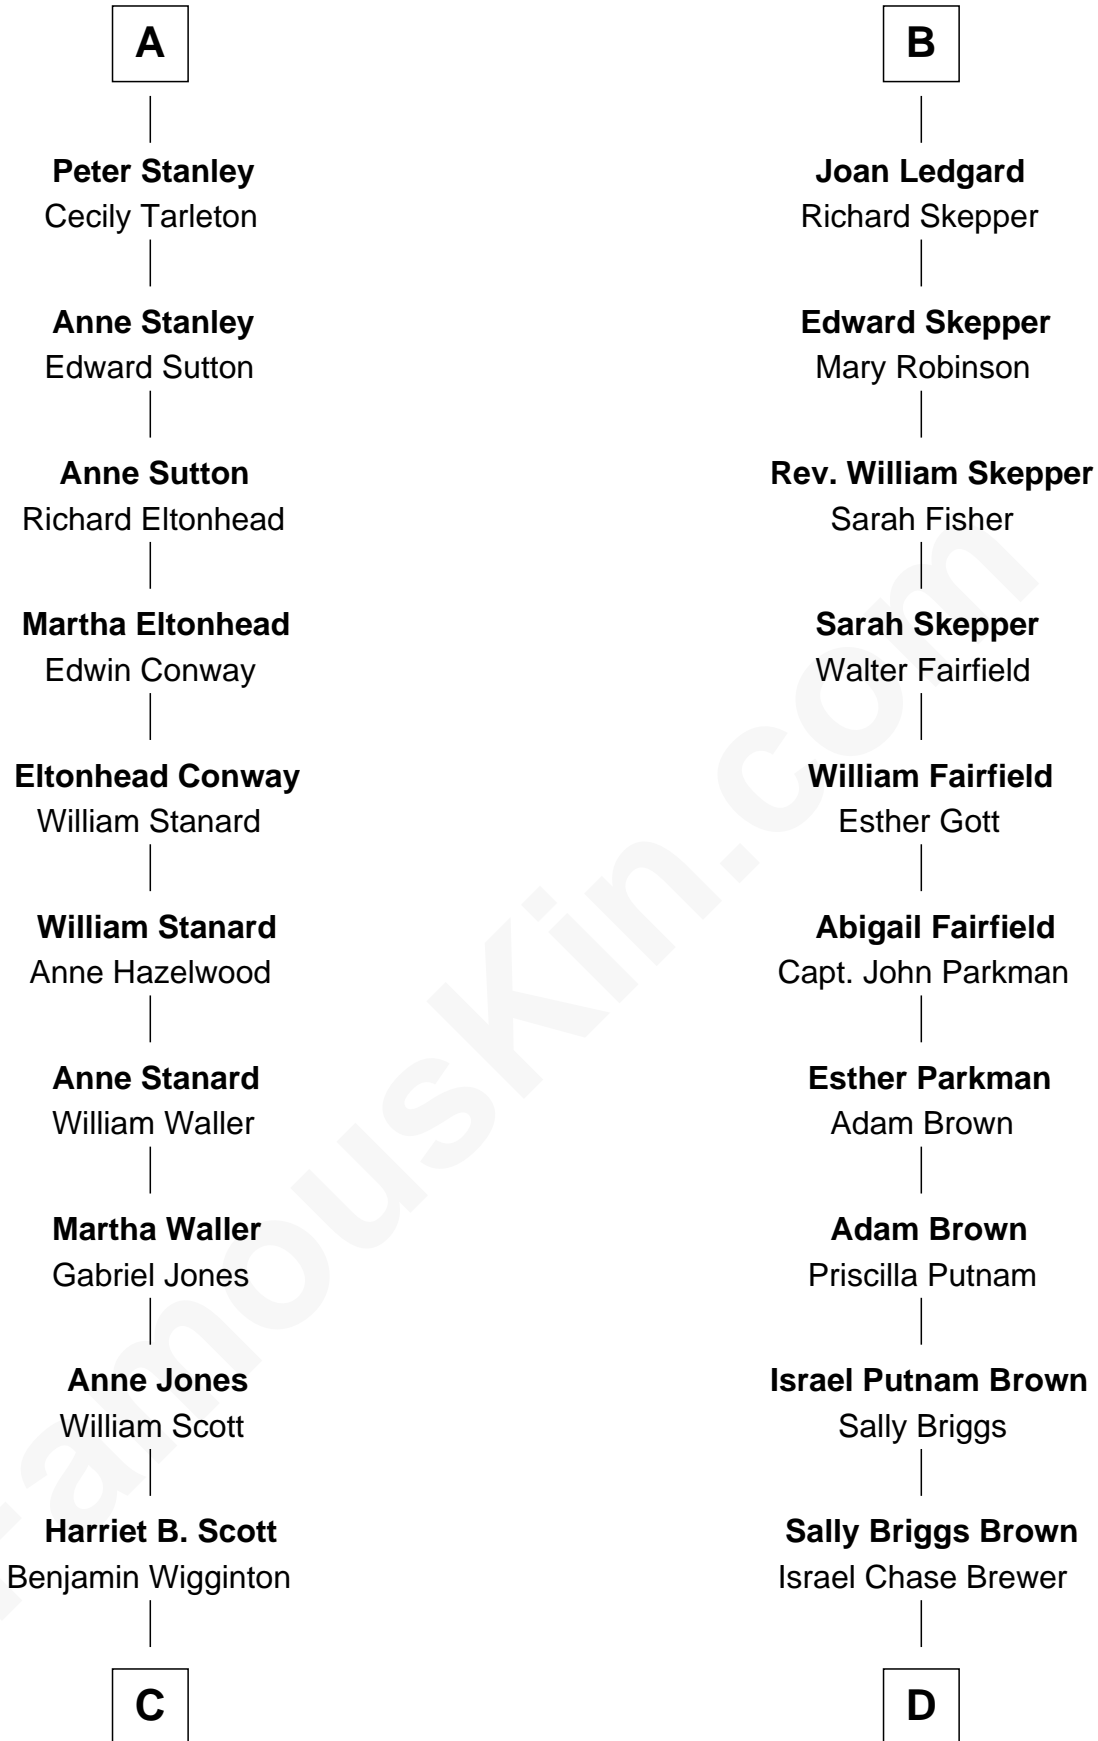 A
Peter Stanley
Cecily Tarleton
Anne Stanley
Edward Sutton
Anne Sutton
Richard Eltonhead
Martha Eltonhead
Edwin Conway
Eltonhead Conway
William Stanard
William Stanard
Anne Hazelwood
Anne Stanard
William Waller
Martha Waller
Gabriel Jones
Anne Jones
William Scott
Harriet B. Scott
Benjamin Wigginton
C
B
Joan Ledgard
Richard Skepper
Edward Skepper
Mary Robinson
Rev. William Skepper
Sarah Fisher
Sarah Skepper
Walter Fairfield
William Fairfield
Esther Gott
Abigail Fairfield
Capt. John Parkman
Esther Parkman
Adam Brown
Adam Brown
Priscilla Putnam
Israel Putnam Brown
Sally Briggs
Sally Briggs Brown
Israel Chase Brewer
D
FamousKin.com